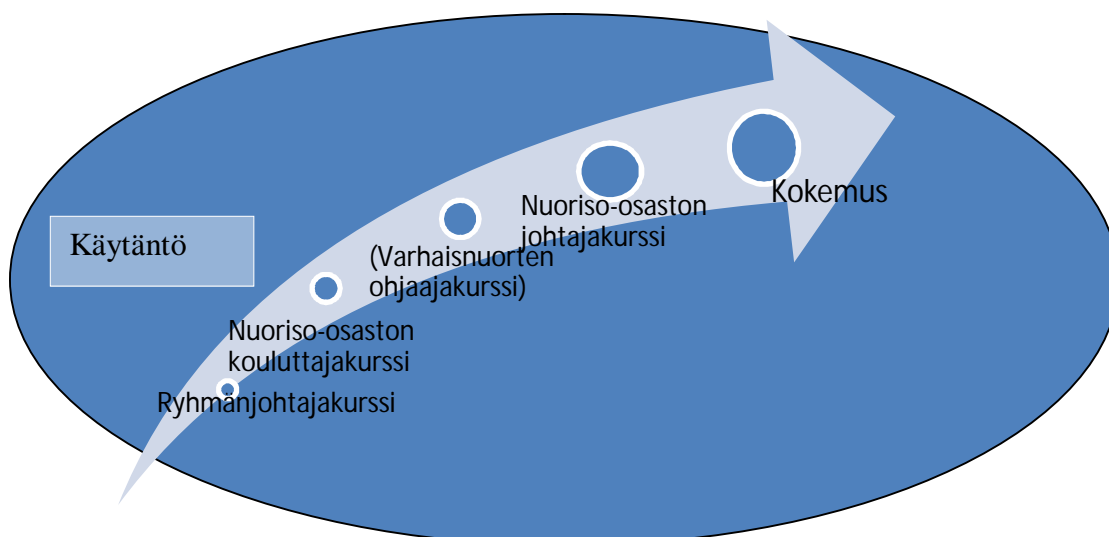 Käytäntö
Ryhmänjohtajakurssi
Nuoriso-osaston
kouluttajakurssi
(Varhaisnuorten
ohjaajakurssi)
Nuoriso-osaston
johtajakurssi
Kokemus